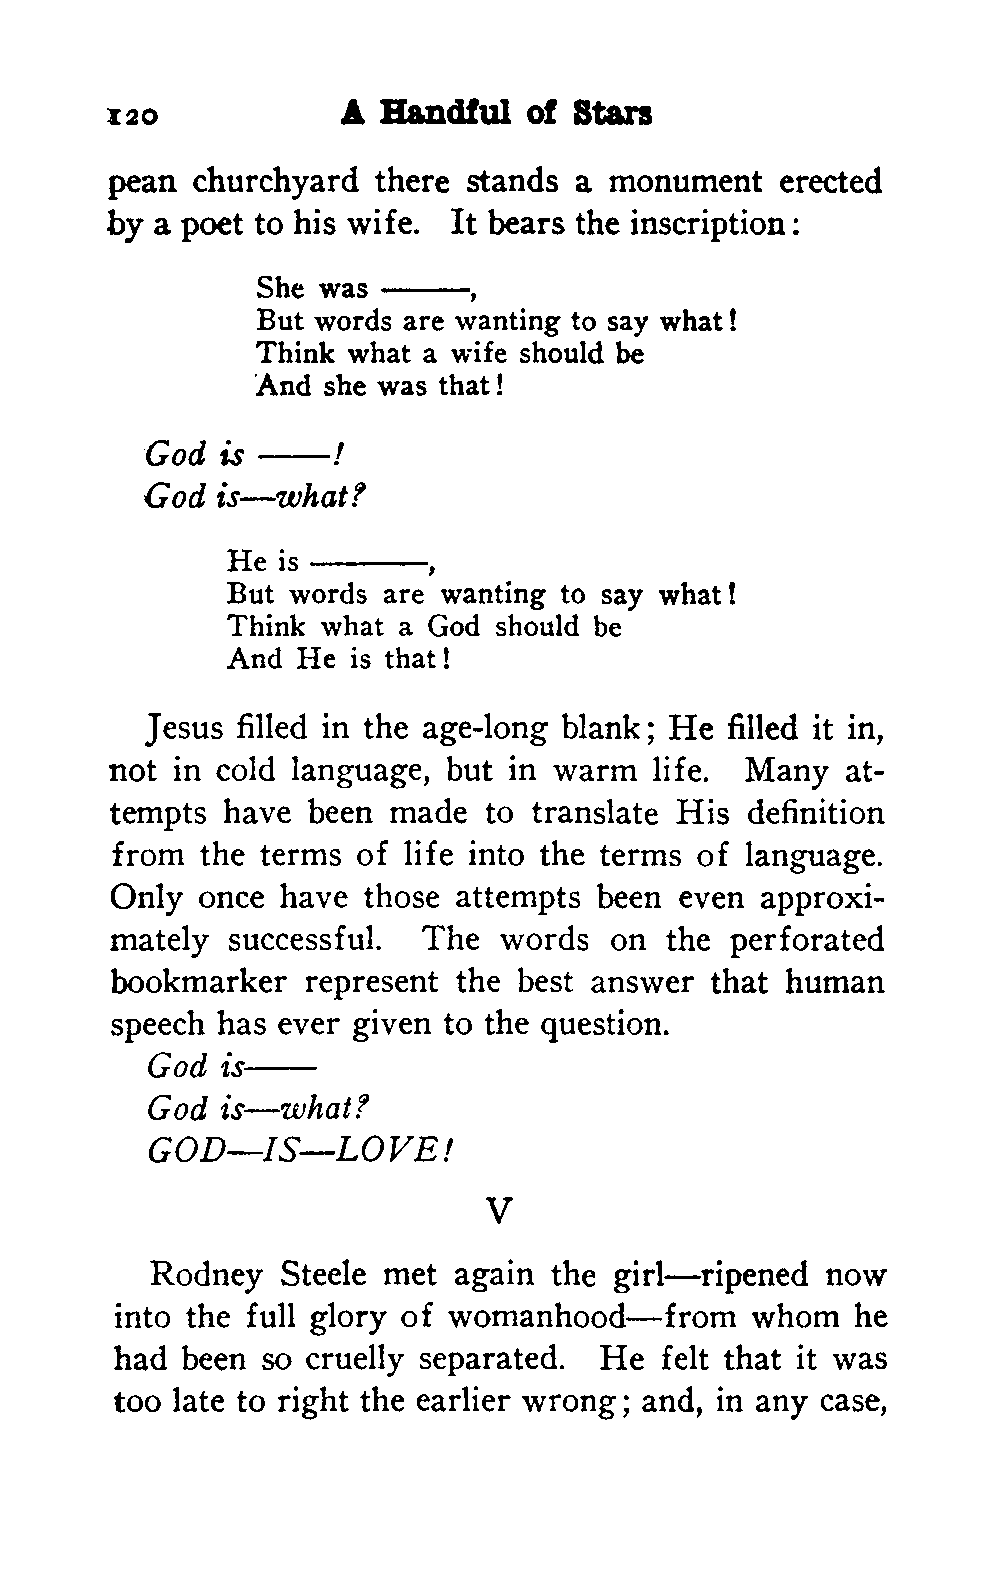 120 A Handful of Stars
pean churchyard there stands a monument erected
by a poet to his wife. It bears the inscription:
She was ———,
But words are wanting to say what!
Think what a wife should be
And she was that!
God is ——!
God is—what?
He is ————,
But words are wanting to say what!
Think what a God should be
And He is that!
Jesus filled in the age-long blank; He filled it in,
not in cold language, but in warm life. Many at-
tempts have been made to translate His definition
from the terms of life into the terms of language.
Only once have those attempts been even approxi-
mately successful. The words on the perforated
bookmarker represent the best answer that human
speech has ever given to the question.
God is——
God is—what?
GOD—IS—LOVE!
V
Rodney Steele met again the girl—ripened now
into the full glory of womanhood—from whom he
had been so cruelly separated. He felt that it was
too late to right the earlier wrong; and, in any case,